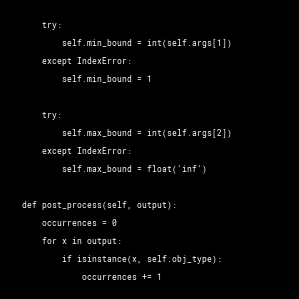 try:
    self.min_bound = int(self.args[1])
except IndexError:
    self.min_bound = 1

try:
    self.max_bound = int(self.args[2])
except IndexError:
    self.max_bound = float('inf')

def post_process(self, output):
occurrences = 0
for x in output:
    if isinstance(x, self.obj_type):
        occurrences += 1